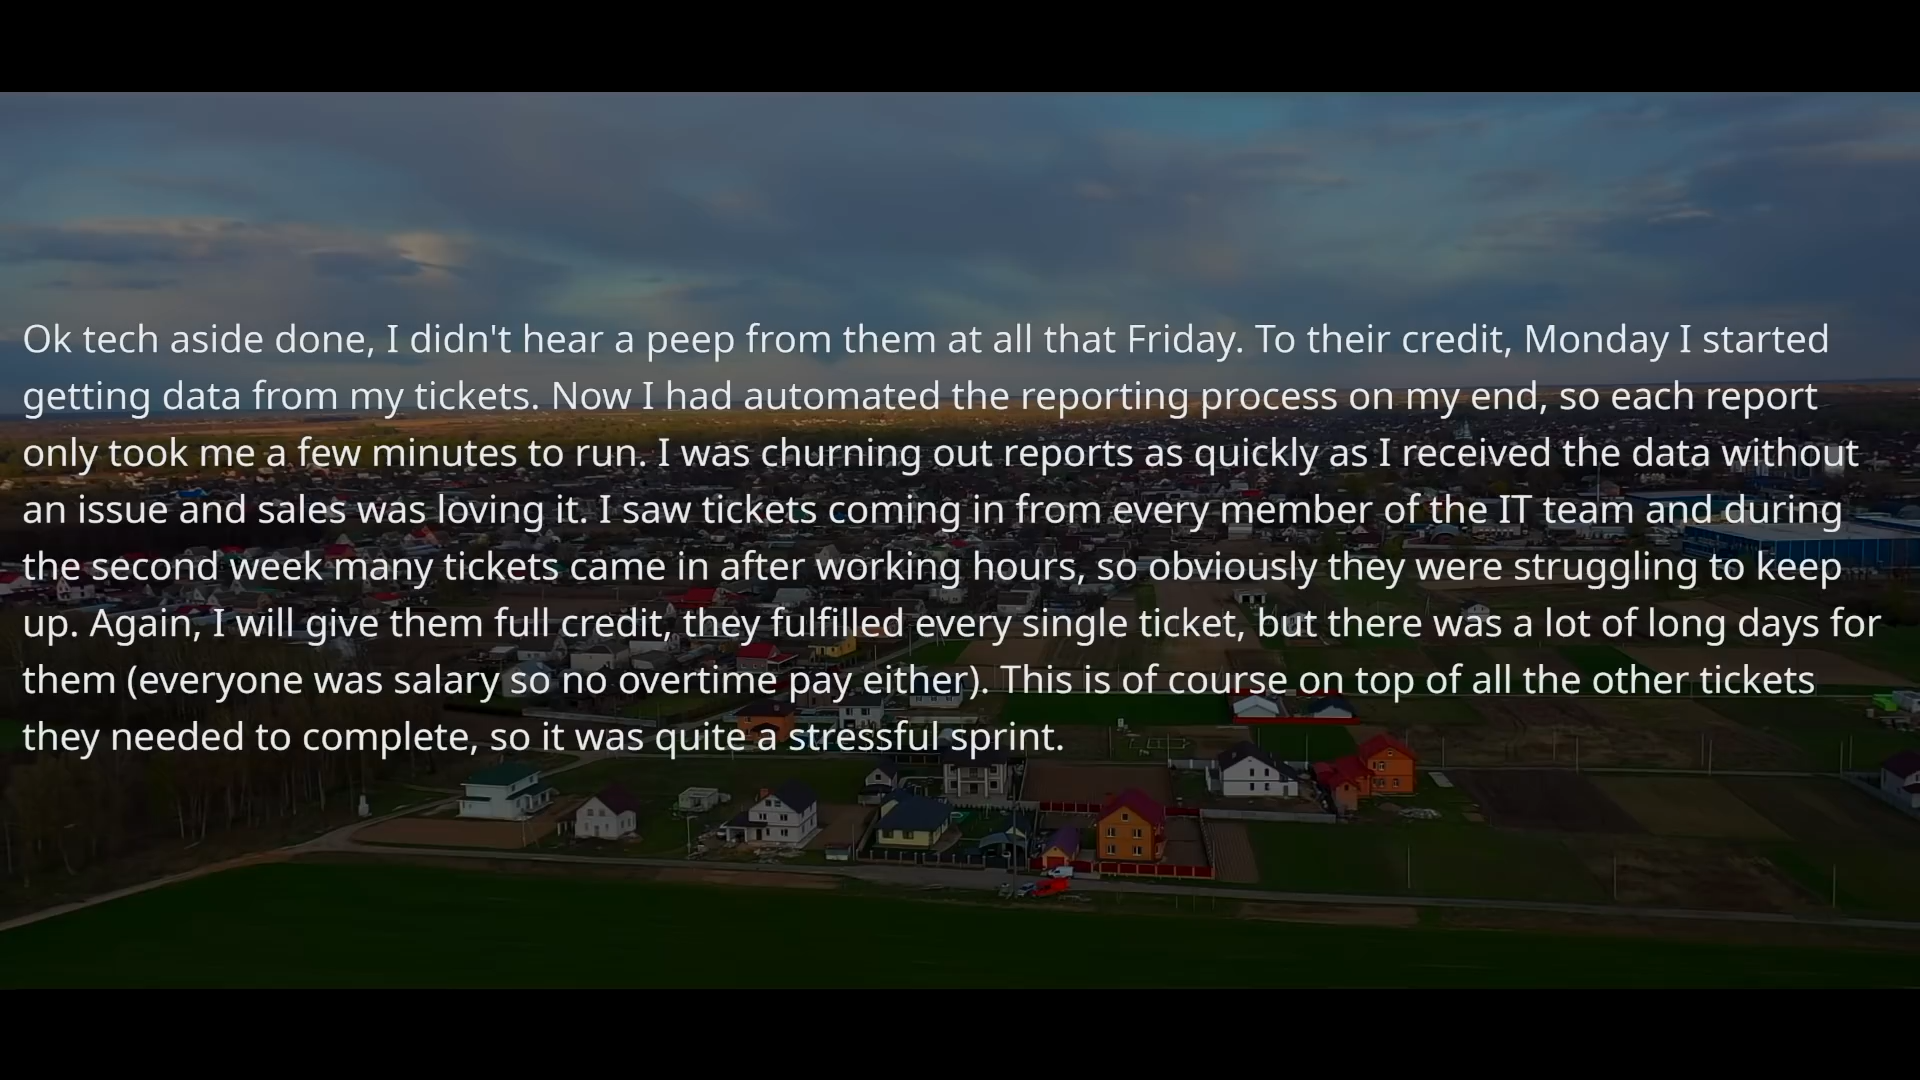 Ok tech aside done, I didn't hear a peep from them at all that Friday. To their credit, Monday I started
getting data from my tickets. Now I had automated the reporting process on my end, so each report
only took me a few minutes to run. I was churning out reports as quickly as I received the data without
an issue and sales was loving it. I saw tickets coming in from every member of the IT team and during
the second week many tickets came in after working hours, so obviously they were struggling to keep
up. Again, I will give them full credit, they fulfilled every single ticket, but there was a lot of long days for
them (everyone was salary so no overtime pay either). This is of course on top of all the other tickets
they needed to complete, so it was quite a stressful sprint.